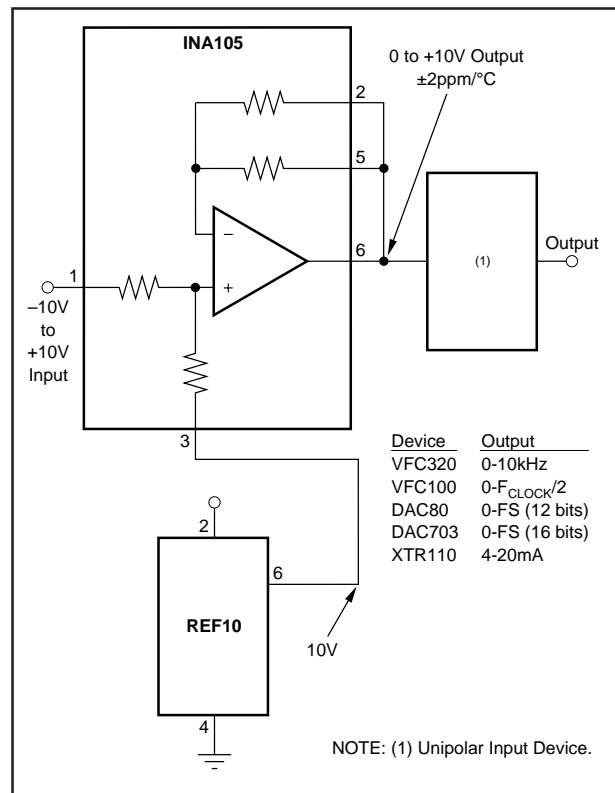 INA105
0 to +10V Output
±2ppm/°C
2
5
6
1
–
+
–10V
to
+10V
Input
3
(1)
Output
Device Output
VFC320 0-10kHz
VFC100 0-F_CLOCK/2
DAC80 0-FS (12 bits)
DAC703 0-FS (16 bits)
XTR110 4-20mA
2
6
REF10
10V
4
NOTE: (1) Unipolar Input Device.